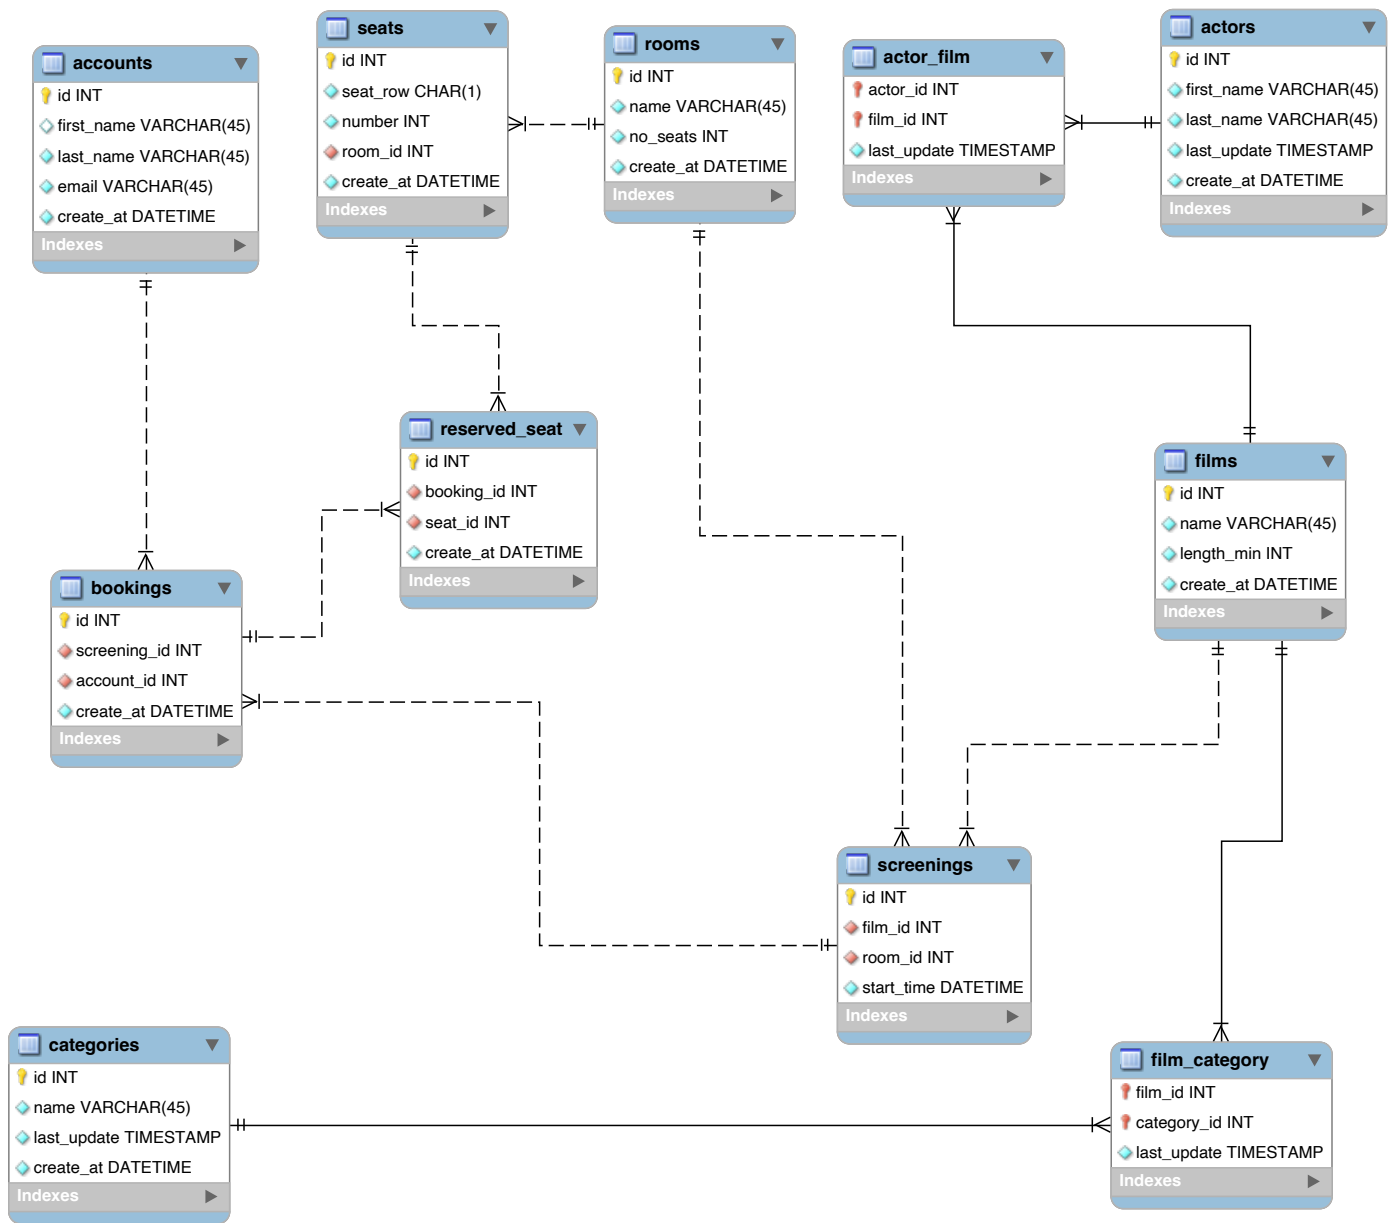 accounts
id INT
first_name VARCHAR(45)
last_name VARCHAR(45)
email VARCHAR(45)
create_at DATETIME
Indexes
seats
id INT
seat_row CHAR(1)
number INT
room_id INT
create_at DATETIME
Indexes
rooms
id INT
name VARCHAR(45)
no_seats INT
create_at DATETIME
Indexes
actor_film
actor_id INT
film_id INT
last_update TIMESTAMP
Indexes
actors
id INT
first_name VARCHAR(45)
last_name VARCHAR(45)
last_update TIMESTAMP
create_at DATETIME
Indexes
reserved_seat
id INT
booking_id INT
seat_id INT
create_at DATETIME
Indexes
films
id INT
name VARCHAR(45)
length_min INT
create_at DATETIME
Indexes
bookings
id INT
screening_id INT
account_id INT
create_at DATETIME
Indexes
screenings
id INT
film_id INT
room_id INT
start_time DATETIME
Indexes
categories
id INT
name VARCHAR(45)
last_update TIMESTAMP
create_at DATETIME
Indexes
film_category
film_id INT
category_id INT
last_update TIMESTAMP
Indexes